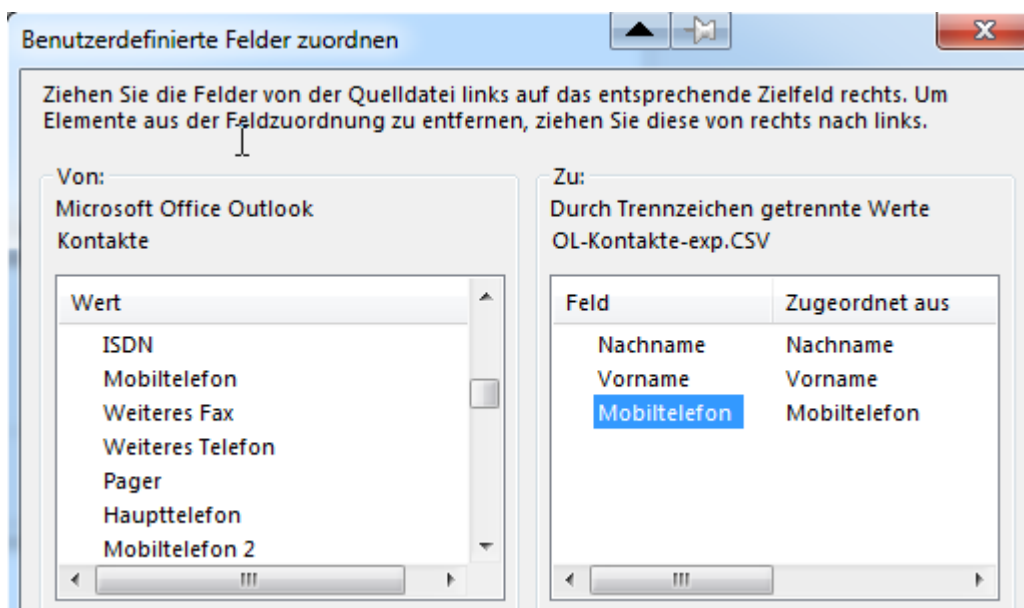 Benutzerdefinierte Felder zuordnen
Ziehen Sie die Felder von der Quelldatei links auf das entsprechende Zielfeld rechts. Um
Elemente aus der Feldzuordnung zu entfernen, ziehen Sie diese von rechts nach links.
Von:
Microsoft Office Outlook
Kontakte
Wert
ISDN
Mobiltelefon
Weiteres Fax
Weiteres Telefon
Pager
Haupttelefon
Mobiltelefon 2
Zu:
Durch Trennzeichen getrennte Werte
OL-Kontakte-exp.CSV
Feld Zugeordnet aus
Nachname Nachname
Vorname Vorname
Mobiltelefon Mobiltelefon